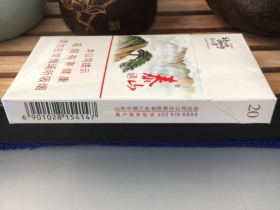 泰山
本公司提示
吸烟有害健康
请勿在禁烟场所吸烟
20
山东中烟工业有限责任公司出品
6 901028 154147